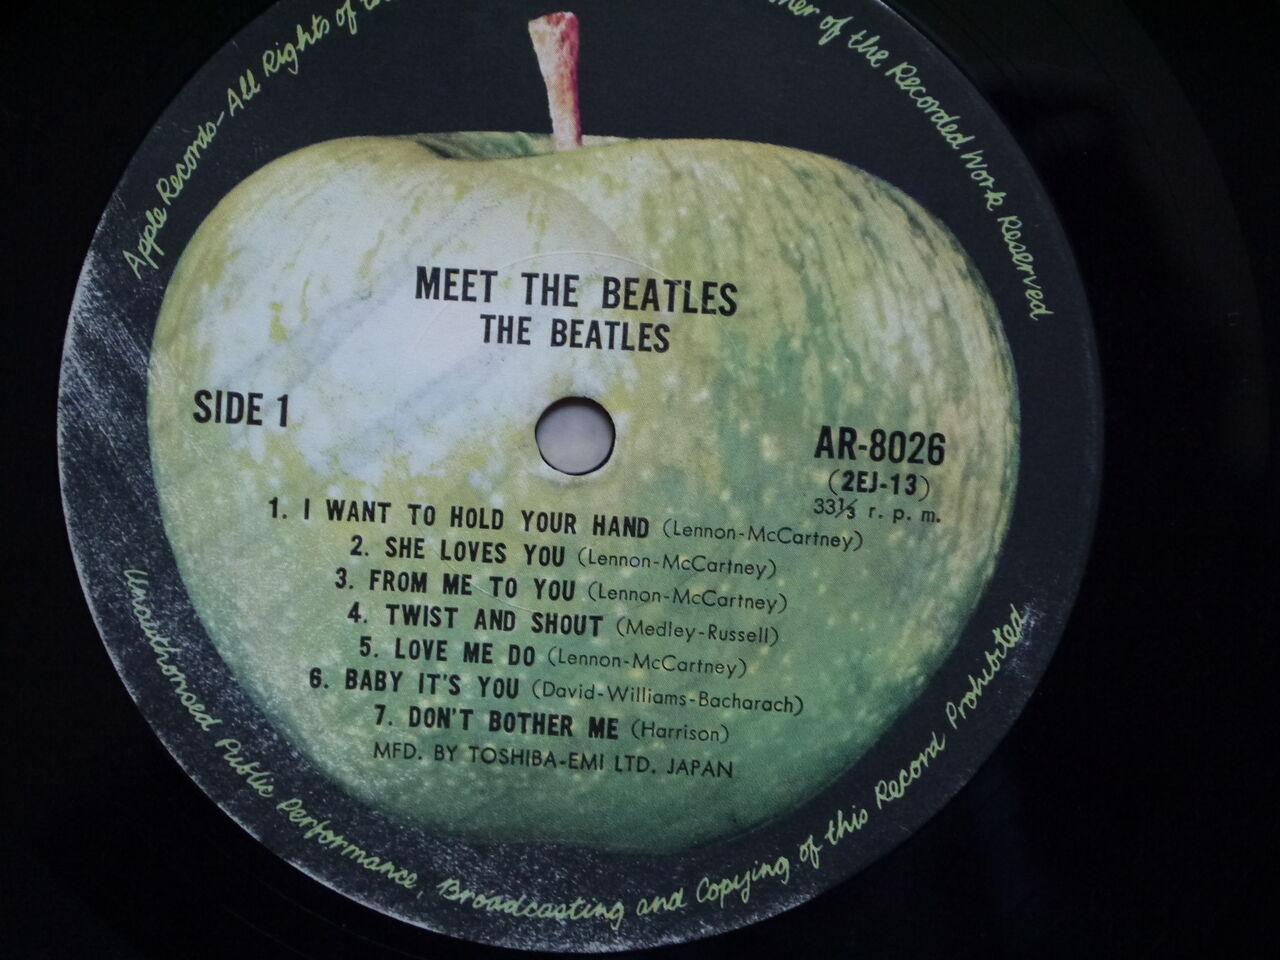 Apple Records - All Rights of
ner of the Recorded Work Reserved
MEET THE BEATLES
THE BEATLES
SIDE 1
AR-8026
(2EJ-13)
33⅓ r. p. m.
1. I WANT TO HOLD YOUR HAND (Lennon-McCartney)
2. SHE LOVES YOU (Lennon-McCartney)
3. FROM ME TO YOU (Lennon-McCartney)
4. TWIST AND SHOUT (Medley-Russell)
5. LOVE ME DO (Lennon-McCartney)
6. BABY IT'S YOU (David-Williams-Bacharach)
7. DON'T BOTHER ME (Harrison)
MFD. BY TOSHIBA-EMI LTD. JAPAN
Unauthorised Public Performance, Broadcasting and Copying of this Record Prohibited